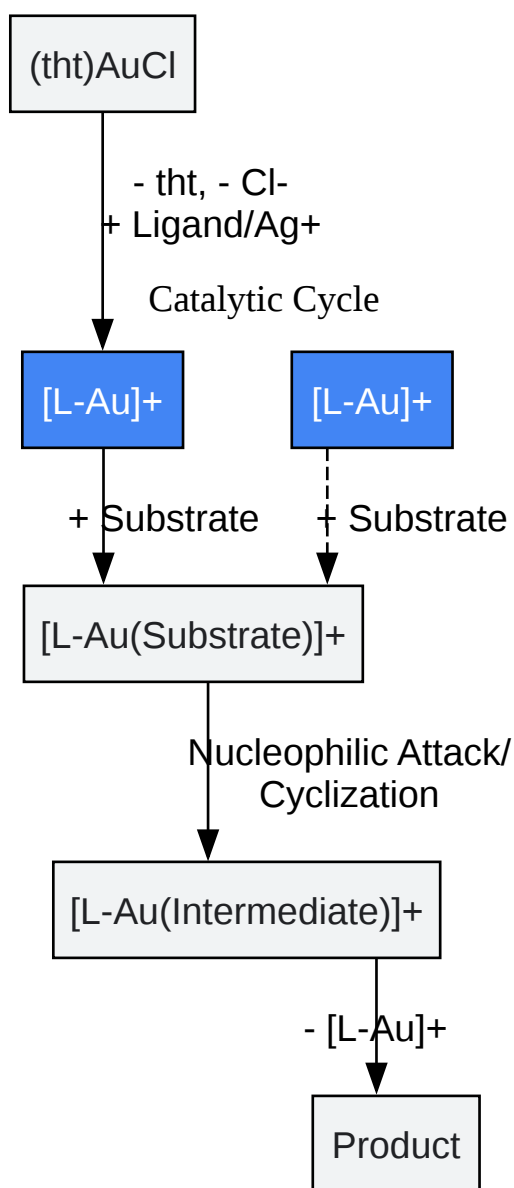 (tht)AuCl
- tht, - Cl-
+ Ligand/Ag+
Catalytic Cycle
[L-Au]+
[L-Au]+
+ Substrate
+ Substrate
[L-Au(Substrate)]+
Nucleophilic Attack/
Cyclization
[L-Au(Intermediate)]+
- [L-Au]+
Product